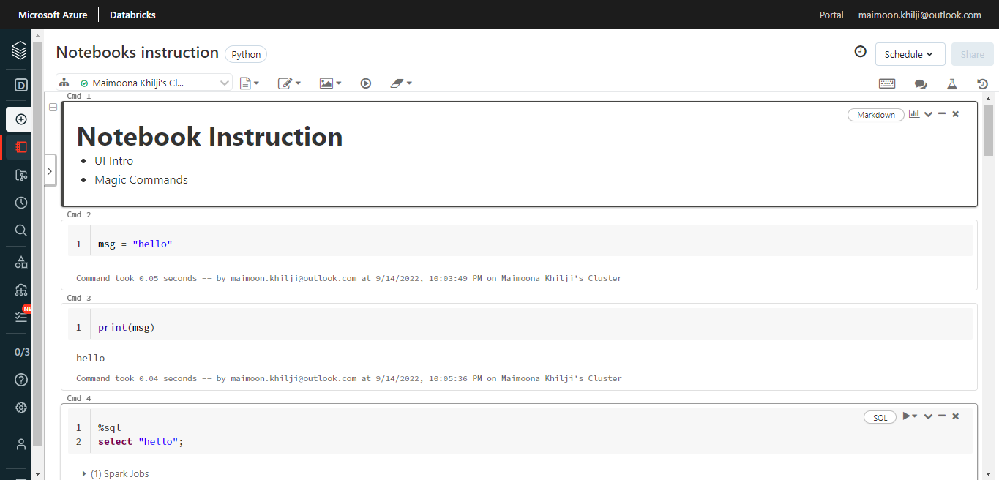 Microsoft Azure Databricks Portal maimoon.khilji@outlook.com
Notebooks instruction Python Schedule Share
Maimoona Khilji's Cl...
Cmd 1
Markdown
Notebook Instruction
UI Intro
Magic Commands
Cmd 2
1 msg = "hello"
Command took 0.05 seconds -- by maimoon.khilji@outlook.com at 9/14/2022, 10:03:49 PM on Maimoona Khilji's Cluster
Cmd 3
1 print(msg)
hello
Command took 0.04 seconds -- by maimoon.khilji@outlook.com at 9/14/2022, 10:05:36 PM on Maimoona Khilji's Cluster
Cmd 4
SQL
1 %sql
2 select "hello";
(1) Spark Jobs
D
NE
0/3